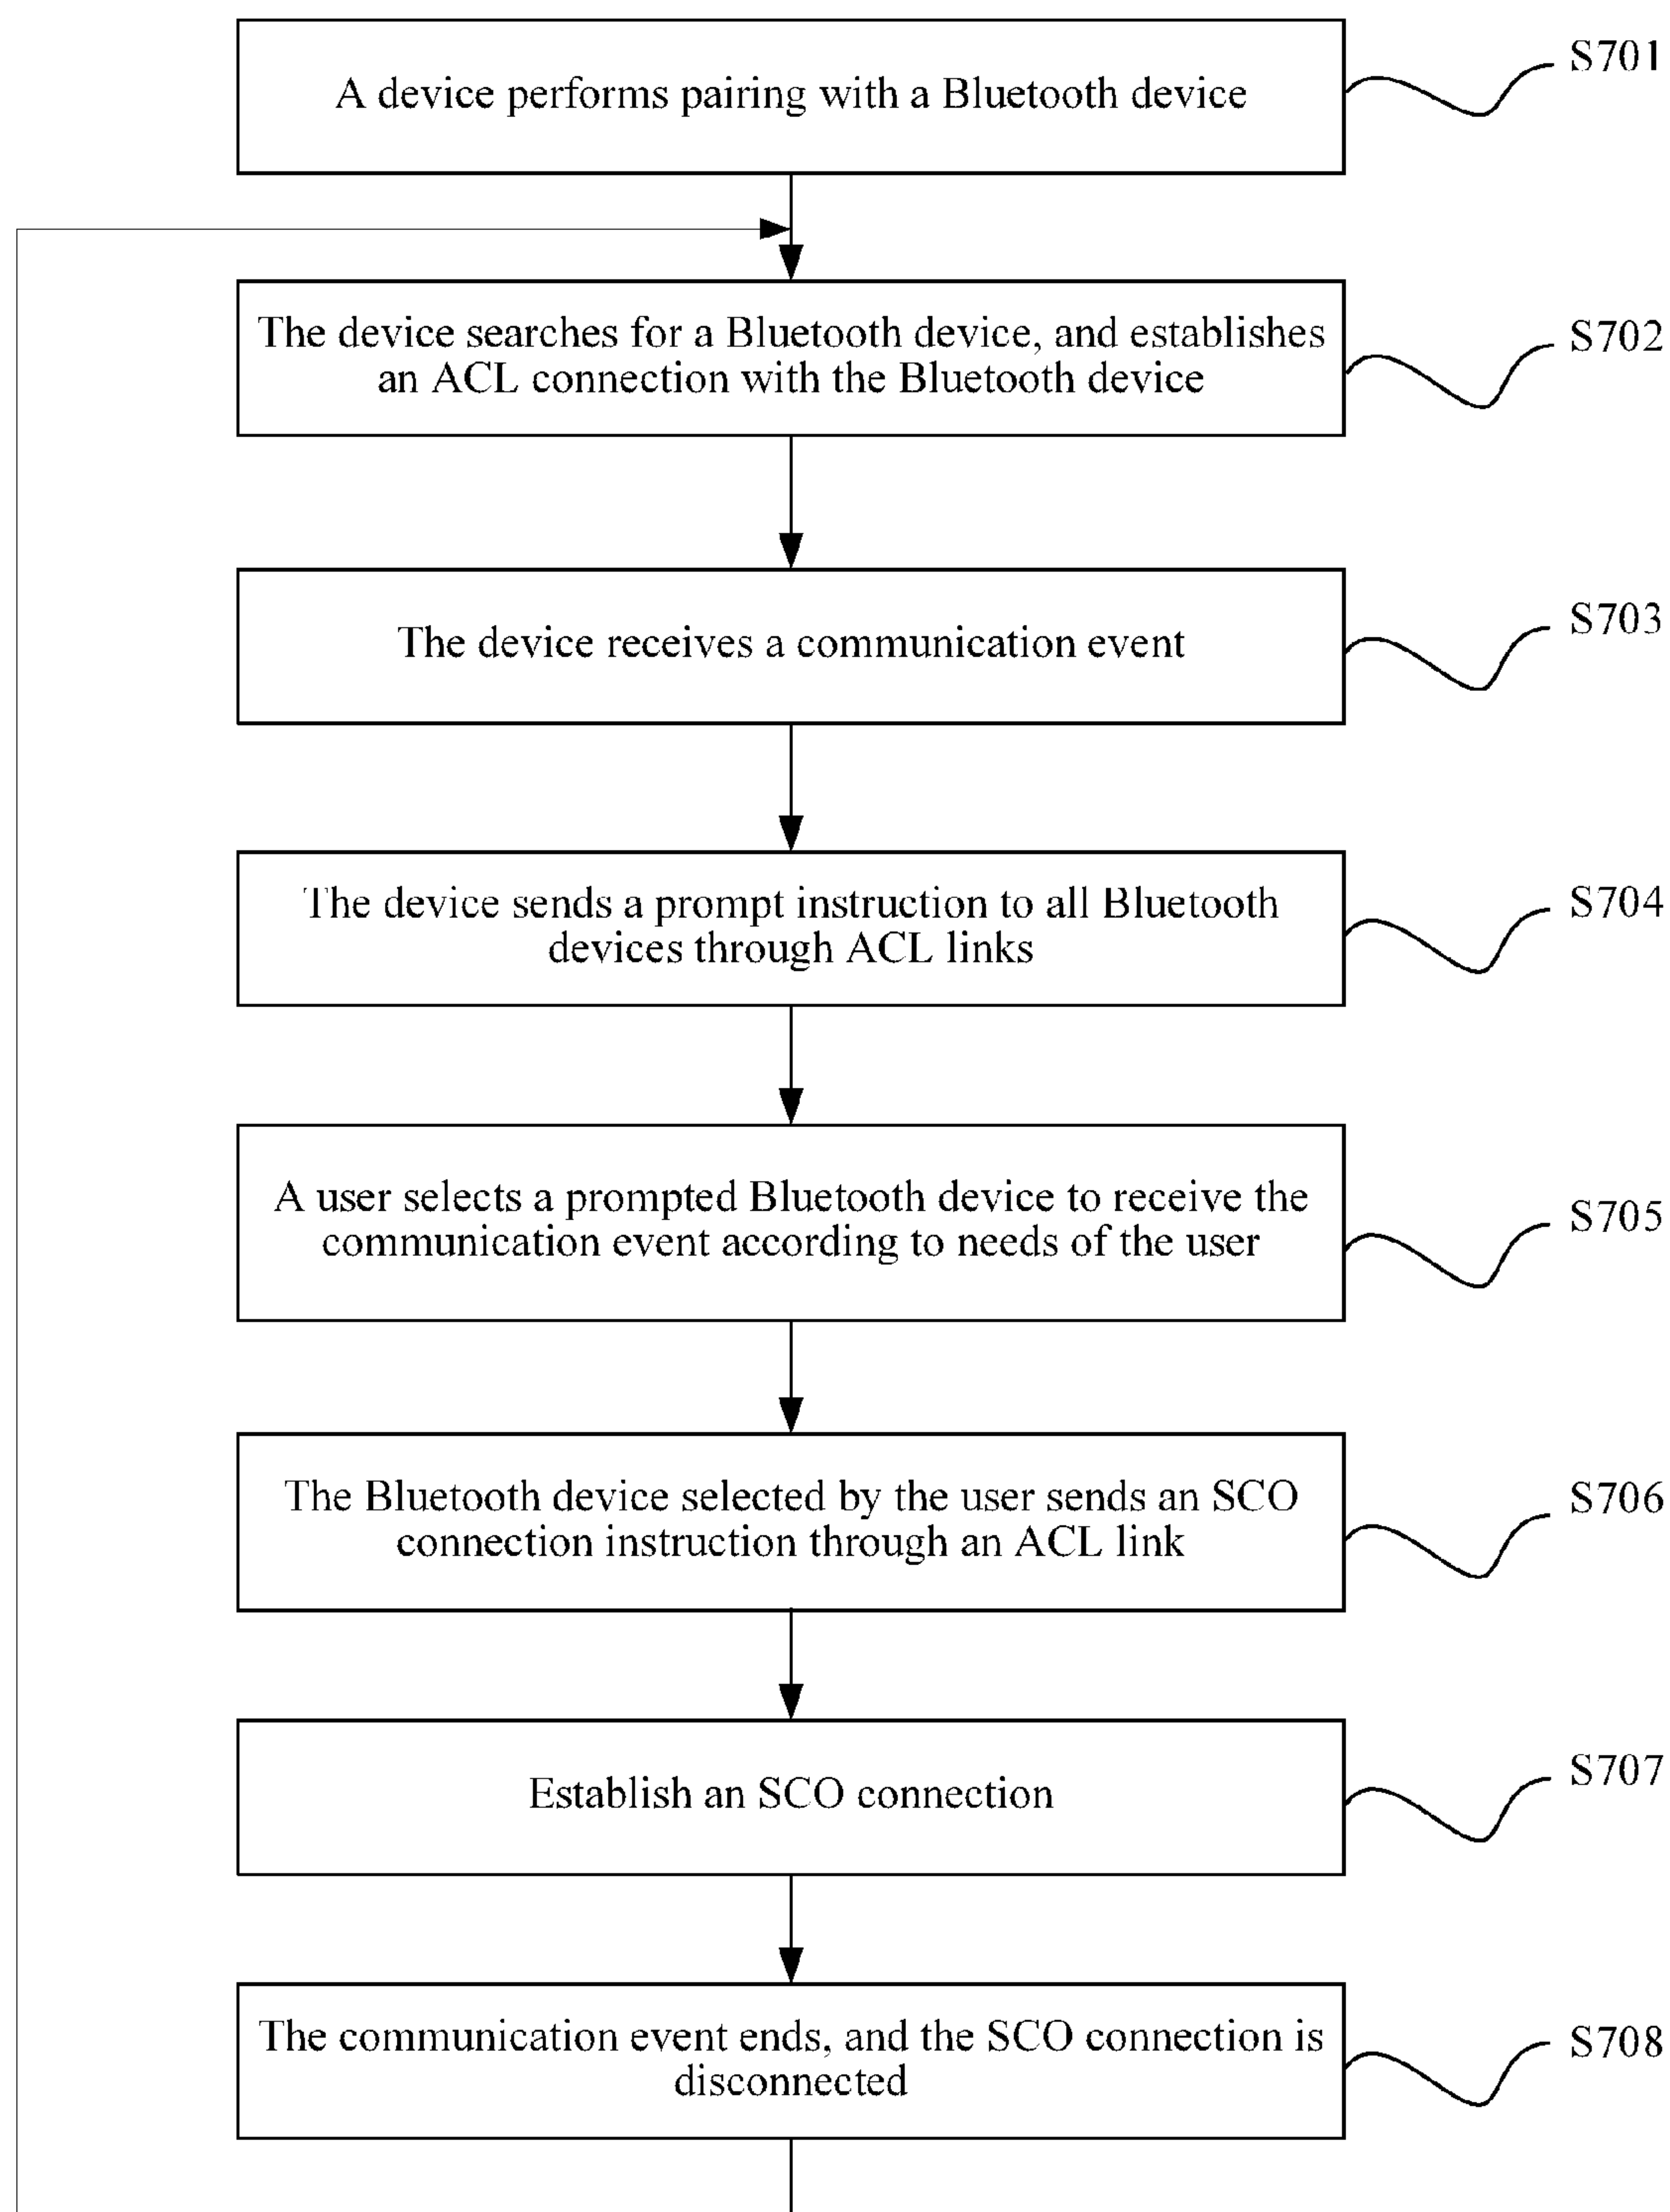 A device performs pairing with a Bluetooth device
S701
The device searches for a Bluetooth device, and establishes
an ACL connection with the Bluetooth device
S702
The device receives a communication event
S703
The device sends a prompt instruction to all Bluetooth
devices through ACL links
S704
A user selects a prompted Bluetooth device to receive the
communication event according to needs of the user
S705
The Bluetooth device selected by the user sends an SCO
connection instruction through an ACL link
S706
Establish an SCO connection
S707
The communication event ends, and the SCO connection is
disconnected
S708